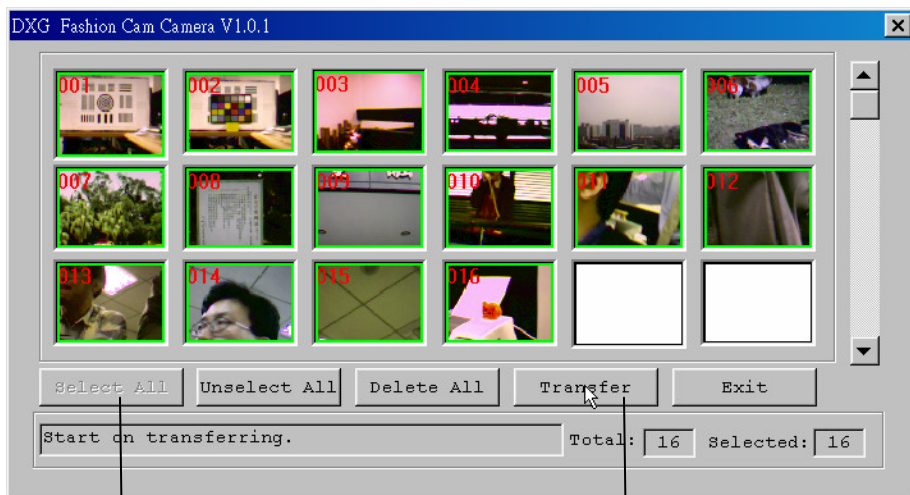 DXG Fashion Cam Camera V1.0.1
001 002 003 004 005 006
007 008 009 010 011 012
013 014 015 016
Select All Unselect All Delete All Transfer Exit
Start on transferring. Total: 16 Selected: 16